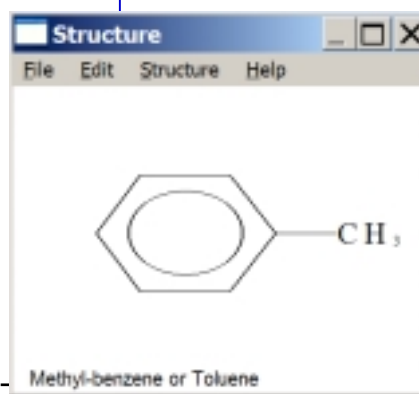 Structure
File Edit Structure Help
CH3
Methyl-benzene or Toluene